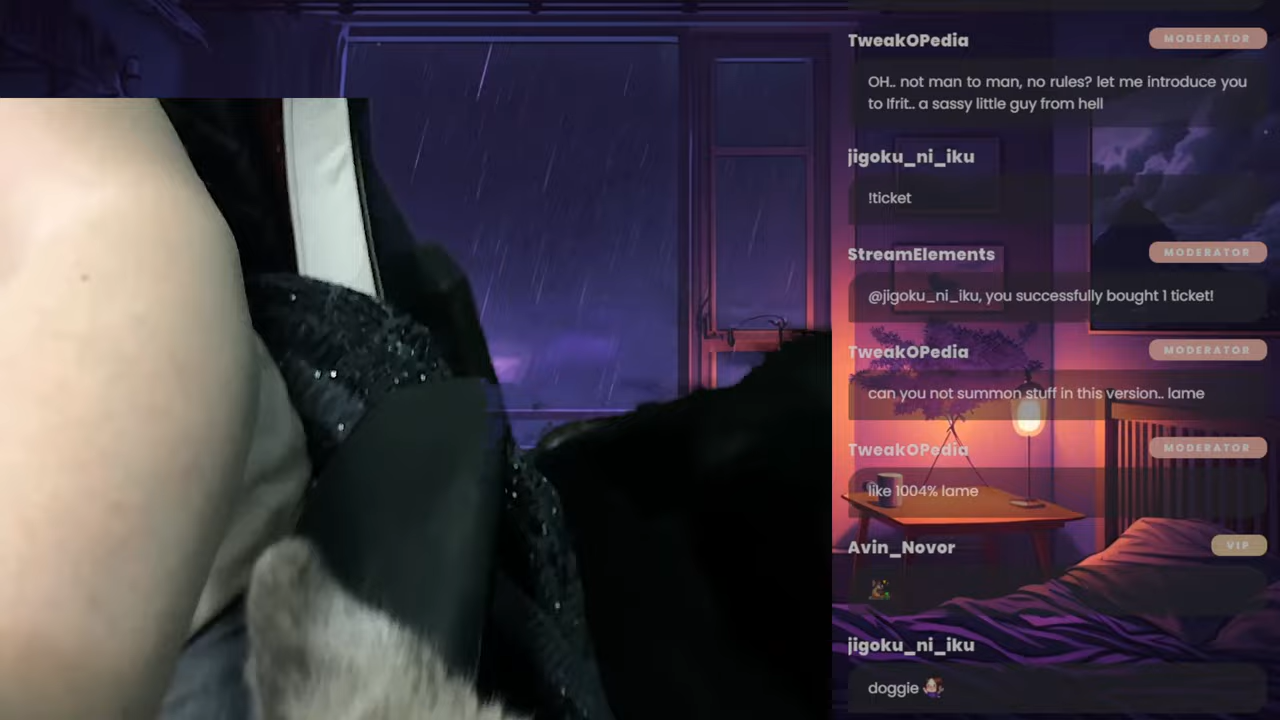 TweakOPedia
MODERATOR
OH.. not man to man, no rules? let me introduce you
to Ifrit.. a sassy little guy from hell
jigoku_ni_iku
!ticket
StreamElements
MODERATOR
@jigoku_ni_iku, you successfully bought 1 ticket!
TweakOPedia
MODERATOR
can you not summon stuff in this version.. lame
TweakOPedia
MODERATOR
like 1004% lame
Avin_Novor
VIP
jigoku_ni_iku
doggie